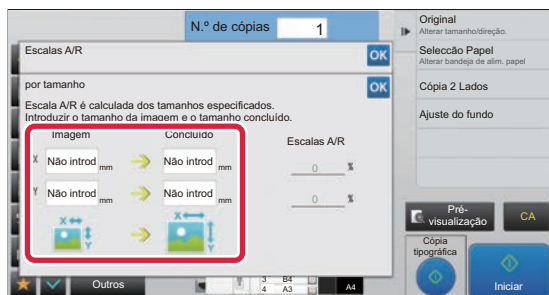 N.º de cópias 1
Escalas A/R
OK
por tamanho
OK
Escala A/R é calculada dos tamanhos especificados.
Introduzir o tamanho da imagem e o tamanho concluído.
Imagem Concluído Escalas A/R
X Não introd mm Não introd mm 0 %
Y Não introd mm Não introd mm 0 %
X Y X Y
Outros
3 B4
4 A3
A4
Original
Alterar tamanho/direção.
Seleccão Papel
Alterar bandeja de alim. papel
Cópia 2 Lados
Ajuste do fundo
Pré-
visualização
CA
Cópia
tipográfica
Iniciar